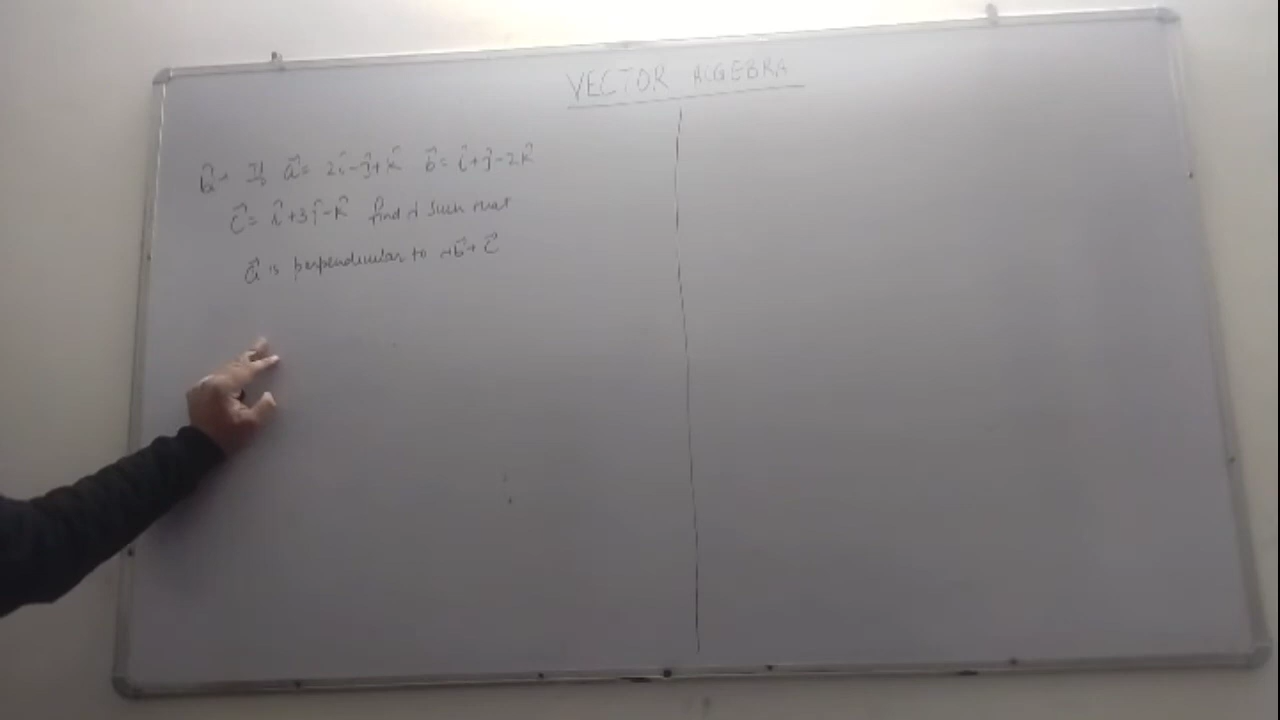 VECTOR ALGEBRA
Q→ If a⃗ = 2î-ĵ+k̂ b⃗ = î+ĵ-2k̂
c⃗ = î+3ĵ-k̂ find λ such that
a⃗ is perpendicular to λb⃗+c⃗